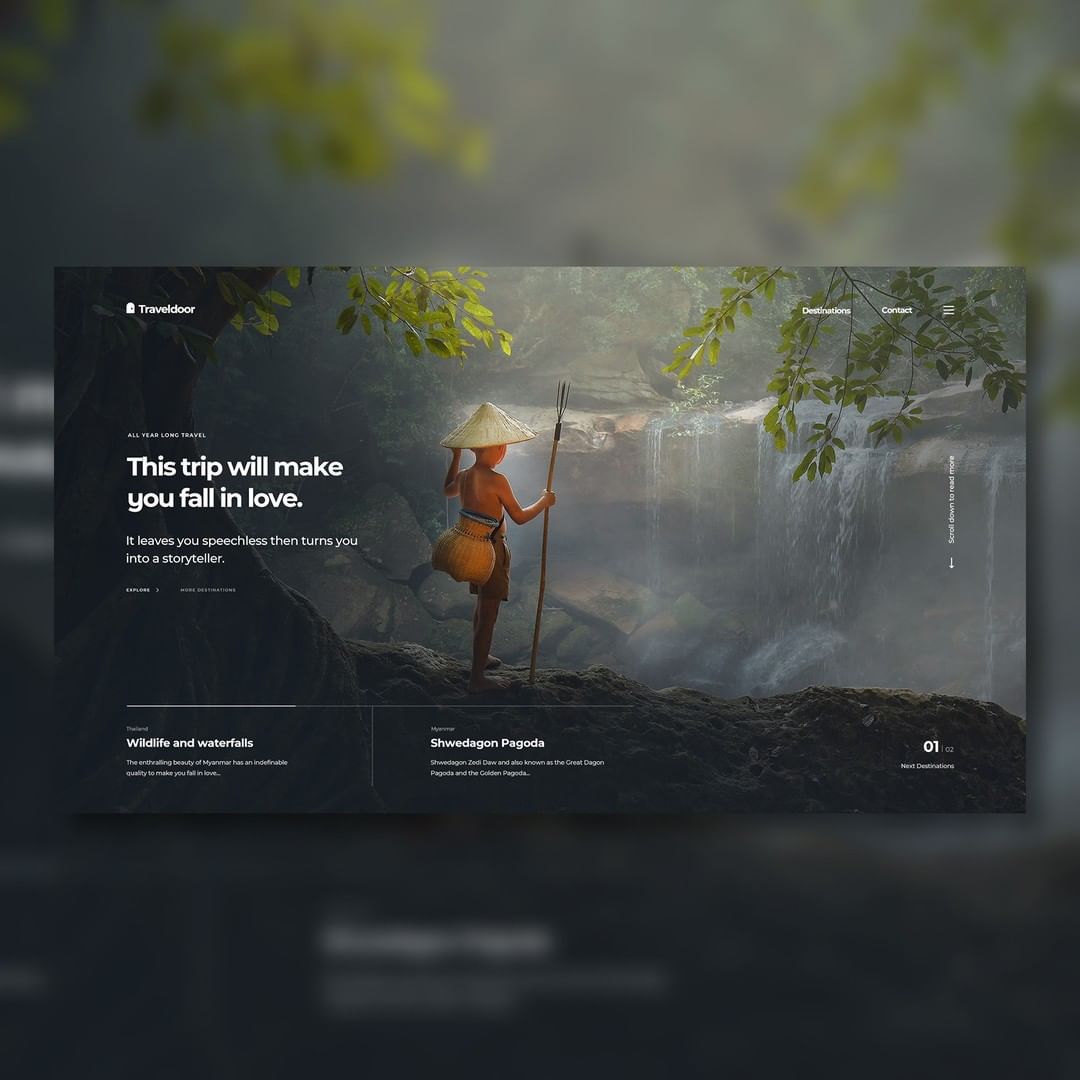 Traveldoor
Destinations
Contact
ALL YEAR LONG TRAVEL
This trip will make
you fall in love.
It leaves you speechless then turns you
into a storyteller.
EXPLORE
MORE DESTINATIONS
Scroll down to read more
Thailand
Wildlife and waterfalls
The enthralling beauty of Myanmar has an indefinable
quality to make you fall in love...
Myanmar
Shwedagon Pagoda
Shwedagon Zedi Daw and also known as the Great Dagon
Pagoda and the Golden Pagoda...
01 | 02
Next Destinations